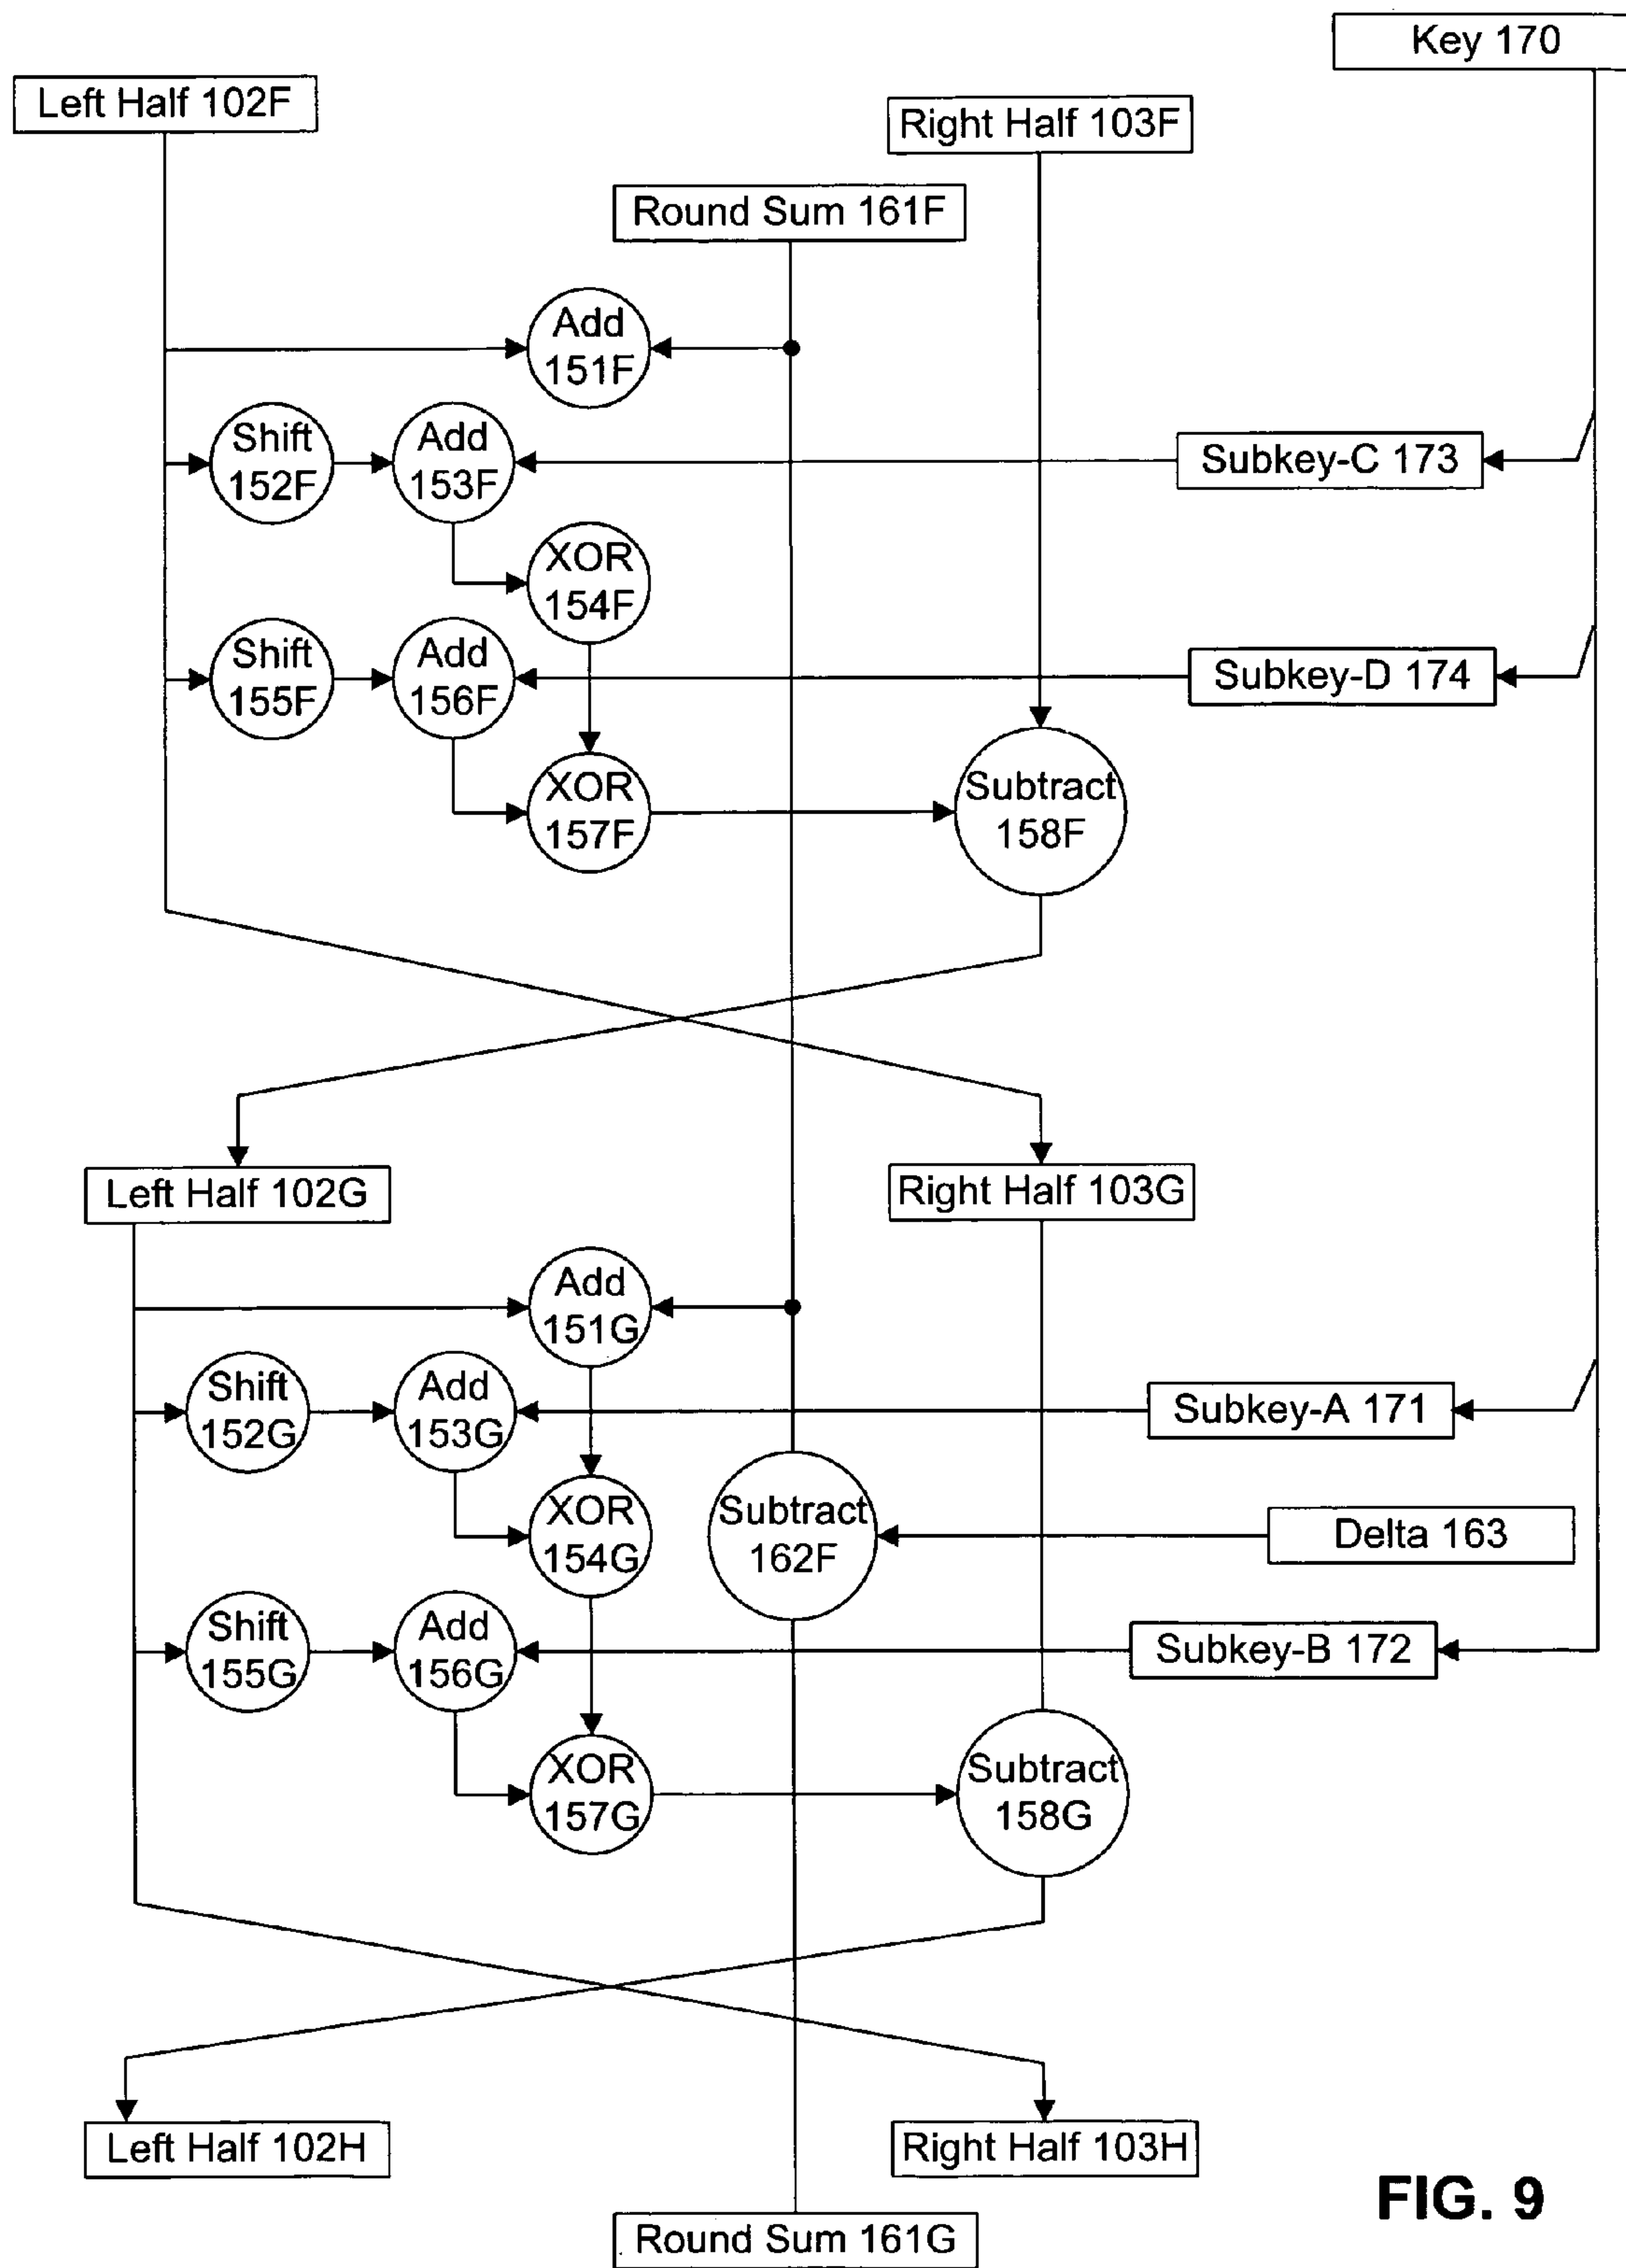 Key 170
Left Half 102F
Right Half 103F
Round Sum 161F
Add
151F
Shift
152F
Add
153F
Subkey-C 173
XOR
154F
Shift
155F
Add
156F
Subkey-D 174
XOR
157F
Subtract
158F
Left Half 102G
Right Half 103G
Add
151G
Shift
152G
Add
153G
Subkey-A 171
XOR
154G
Subtract
162F
Delta 163
Shift
155G
Add
156G
Subkey-B 172
XOR
157G
Subtract
158G
Left Half 102H
Right Half 103H
FIG. 9
Round Sum 161G